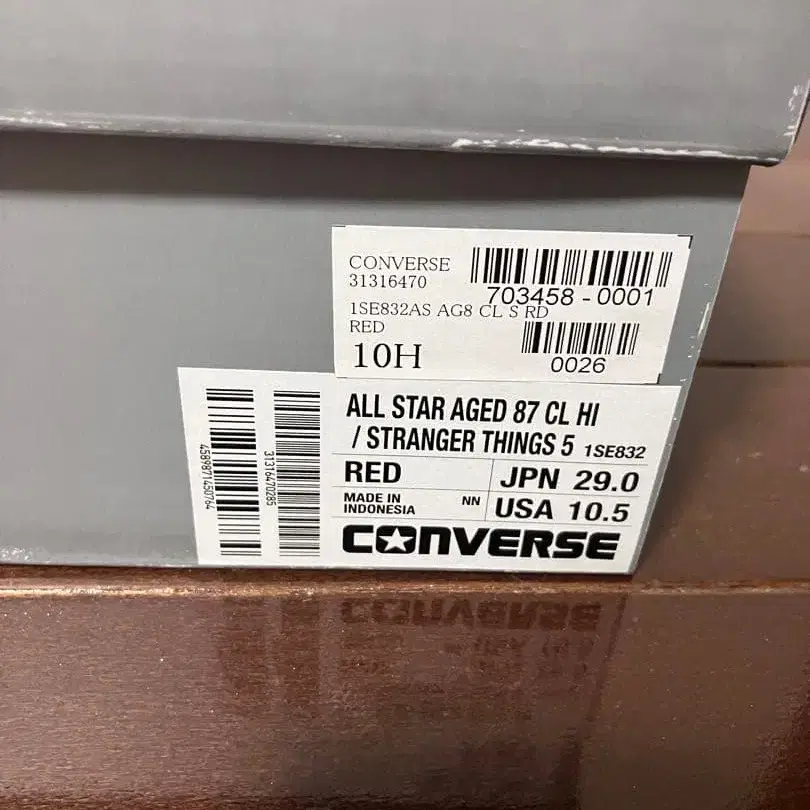 CONVERSE
31316470
703458-0001
1SE832AS AG8 CL S RD
RED
10H
0026
ALL STAR AGED 87 CL HI
/ STRANGER THINGS 5 1SE832
RED
JPN 29.0
MADE IN
INDONESIA
NN
USA 10.5
CONVERSE
4589871450764
31316470285